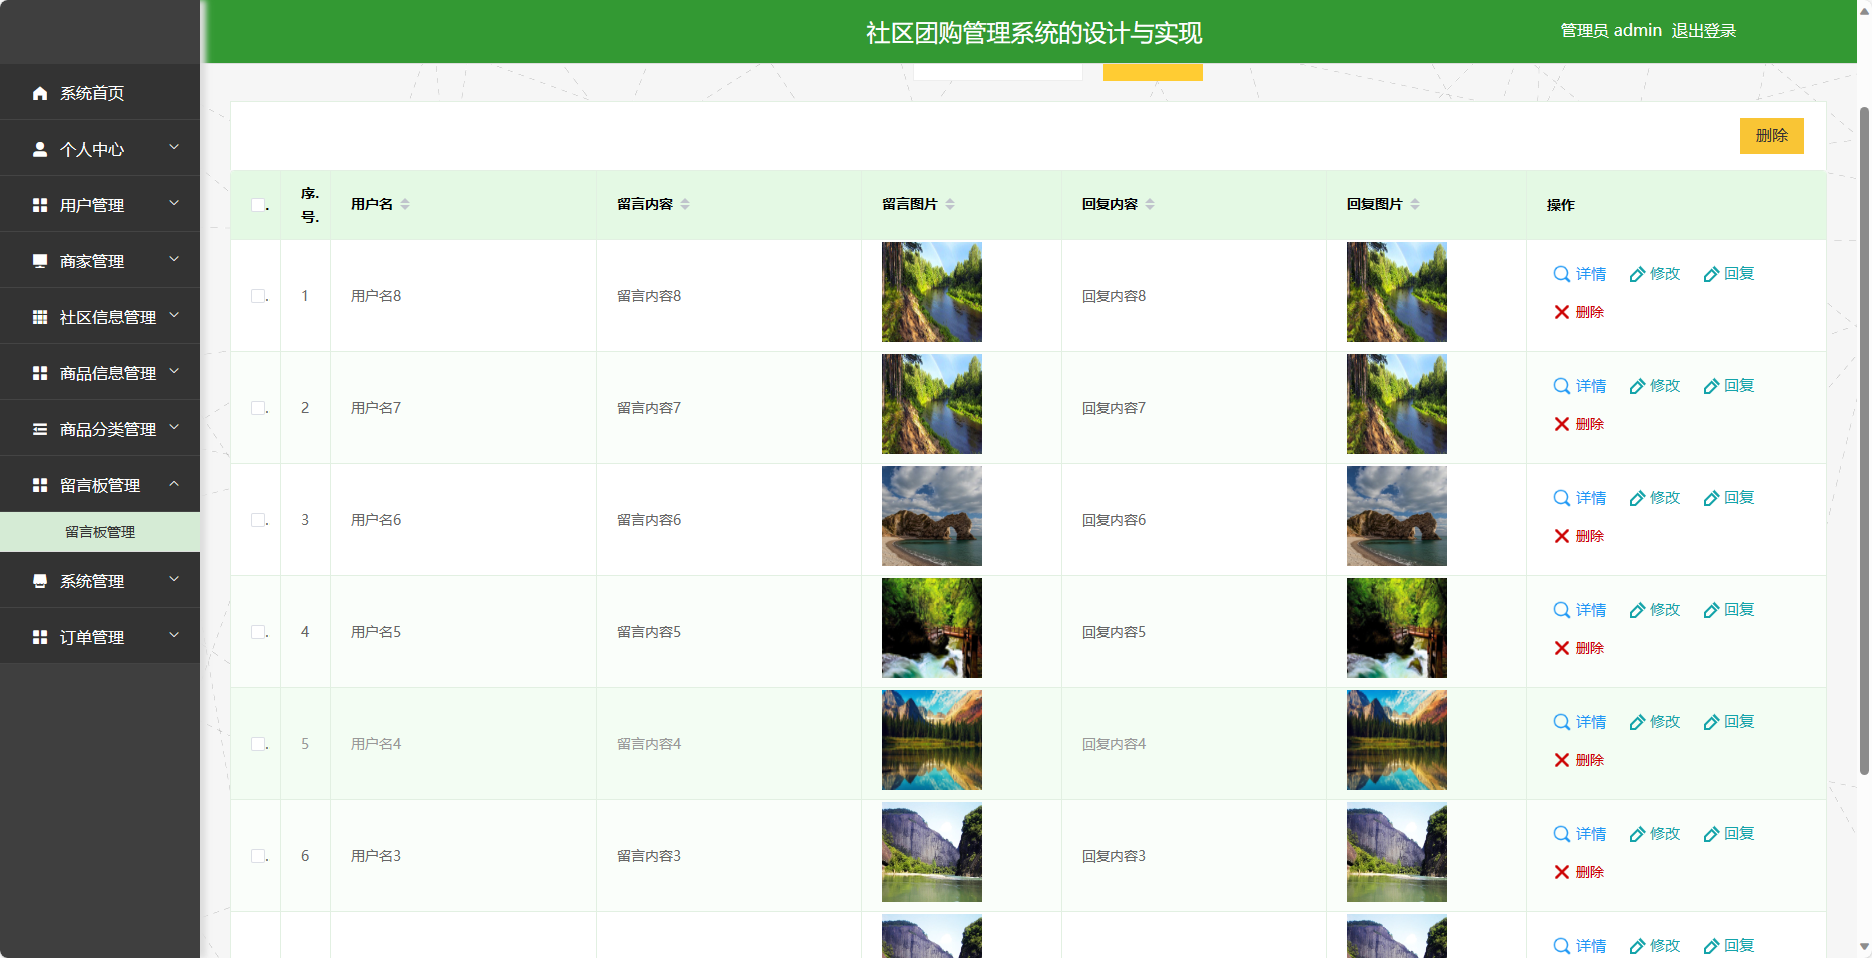 社区团购管理系统的设计与实现
管理员 admin 退出登录
系统首页
个人中心
用户管理
商家管理
社区信息管理
商品信息管理
商品分类管理
留言板管理
留言板管理
系统管理
订单管理
删除
序号 用户名 留言内容 留言图片 回复内容 回复图片 操作
1 用户名8 留言内容8 回复内容8 详情 修改 回复
删除
2 用户名7 留言内容7 回复内容7 详情 修改 回复
删除
3 用户名6 留言内容6 回复内容6 详情 修改 回复
删除
4 用户名5 留言内容5 回复内容5 详情 修改 回复
删除
5 用户名4 留言内容4 回复内容4 详情 修改 回复
删除
6 用户名3 留言内容3 回复内容3 详情 修改 回复
删除
详情 修改 回复